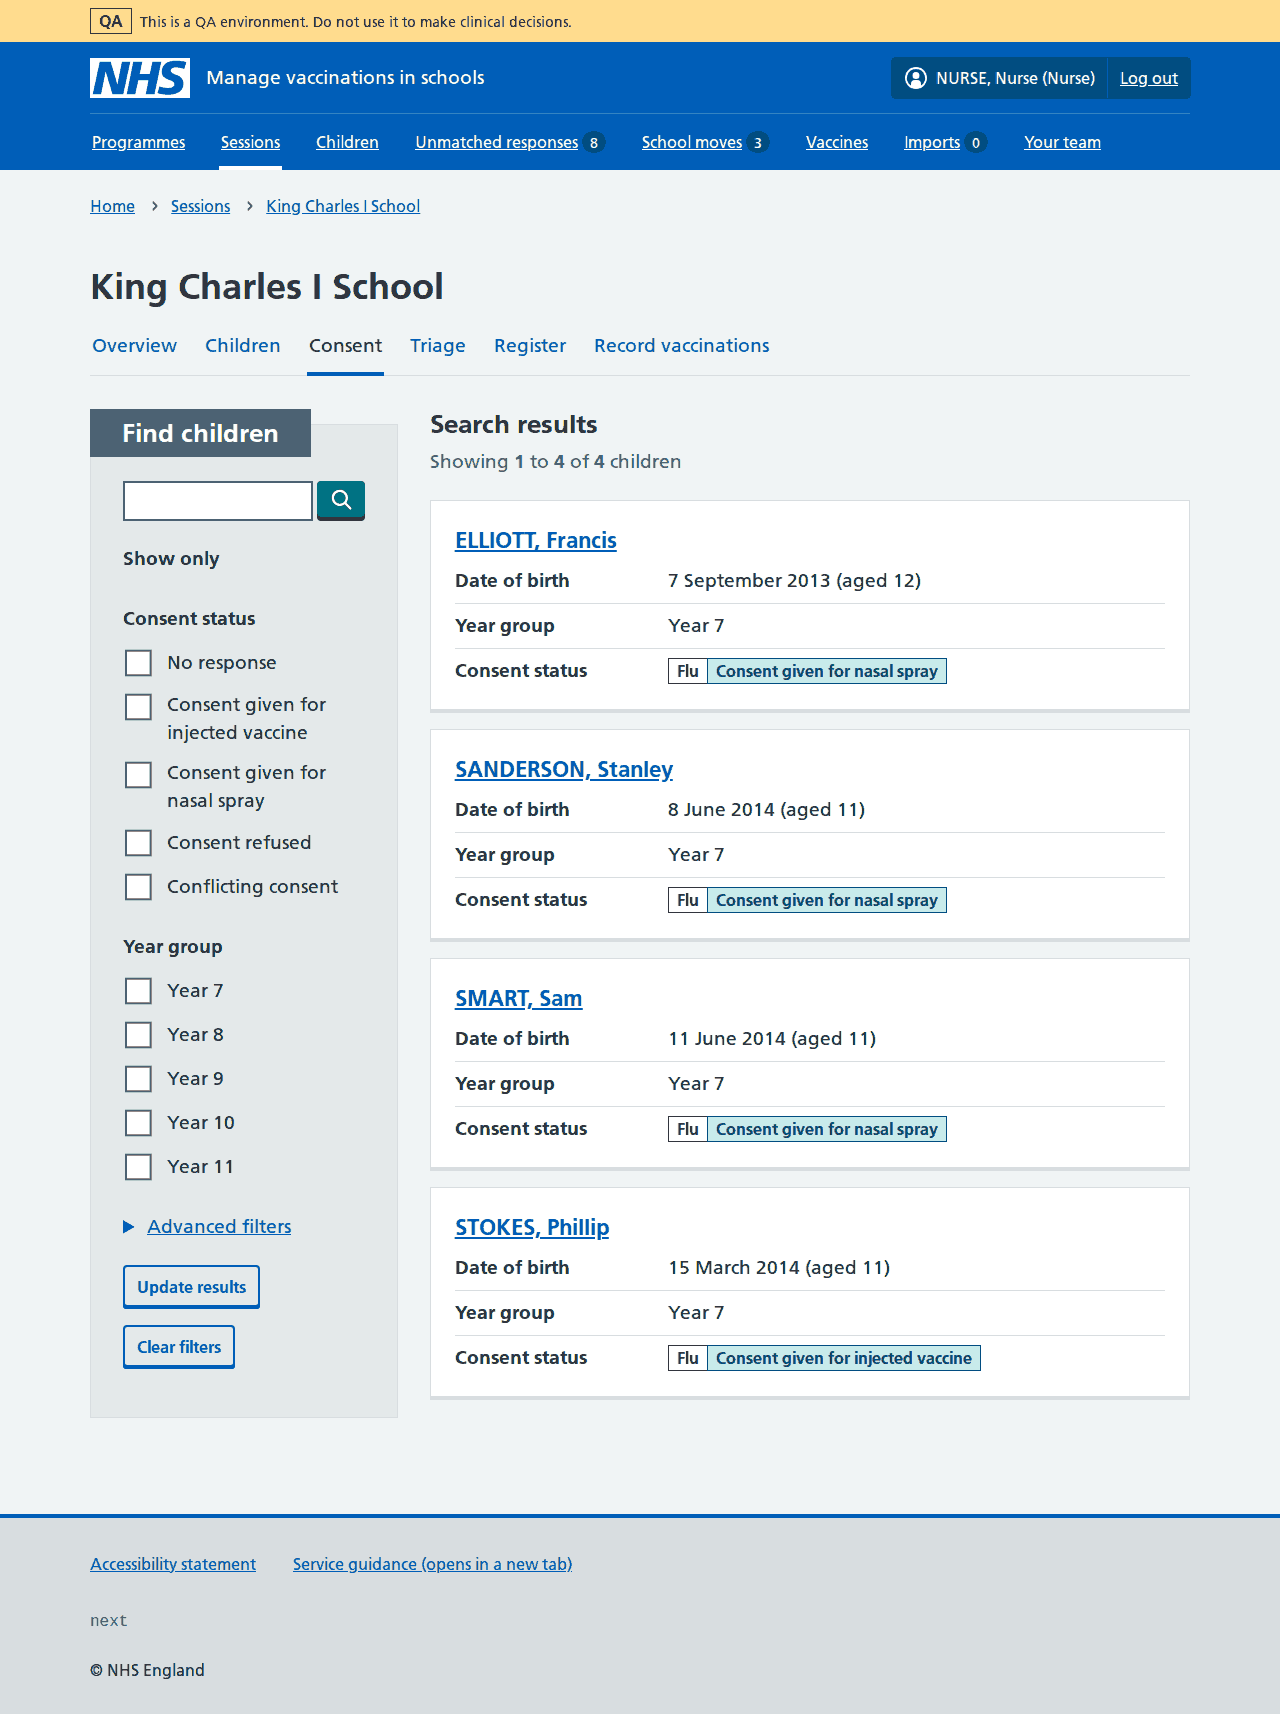 QA This is a QA environment. Do not use it to make clinical decisions.
NHS Manage vaccinations in schools NURSE, Nurse (Nurse) Log out
Programmes Sessions Children Unmatched responses 8 School moves 3 Vaccines Imports 0 Your team
Home Sessions King Charles I School
King Charles I School
Overview Children Consent Triage Register Record vaccinations
Find children
Show only
Consent status
No response
Consent given for
injected vaccine
Consent given for
nasal spray
Consent refused
Conflicting consent
Year group
Year 7
Year 8
Year 9
Year 10
Year 11
Advanced filters
Update results
Clear filters
Search results
Showing 1 to 4 of 4 children
ELLIOTT, Francis
Date of birth 7 September 2013 (aged 12)
Year group Year 7
Consent status Flu Consent given for nasal spray
SANDERSON, Stanley
Date of birth 8 June 2014 (aged 11)
Year group Year 7
Consent status Flu Consent given for nasal spray
SMART, Sam
Date of birth 11 June 2014 (aged 11)
Year group Year 7
Consent status Flu Consent given for nasal spray
STOKES, Phillip
Date of birth 15 March 2014 (aged 11)
Year group Year 7
Consent status Flu Consent given for injected vaccine
Accessibility statement Service guidance (opens in a new tab)
next
© NHS England